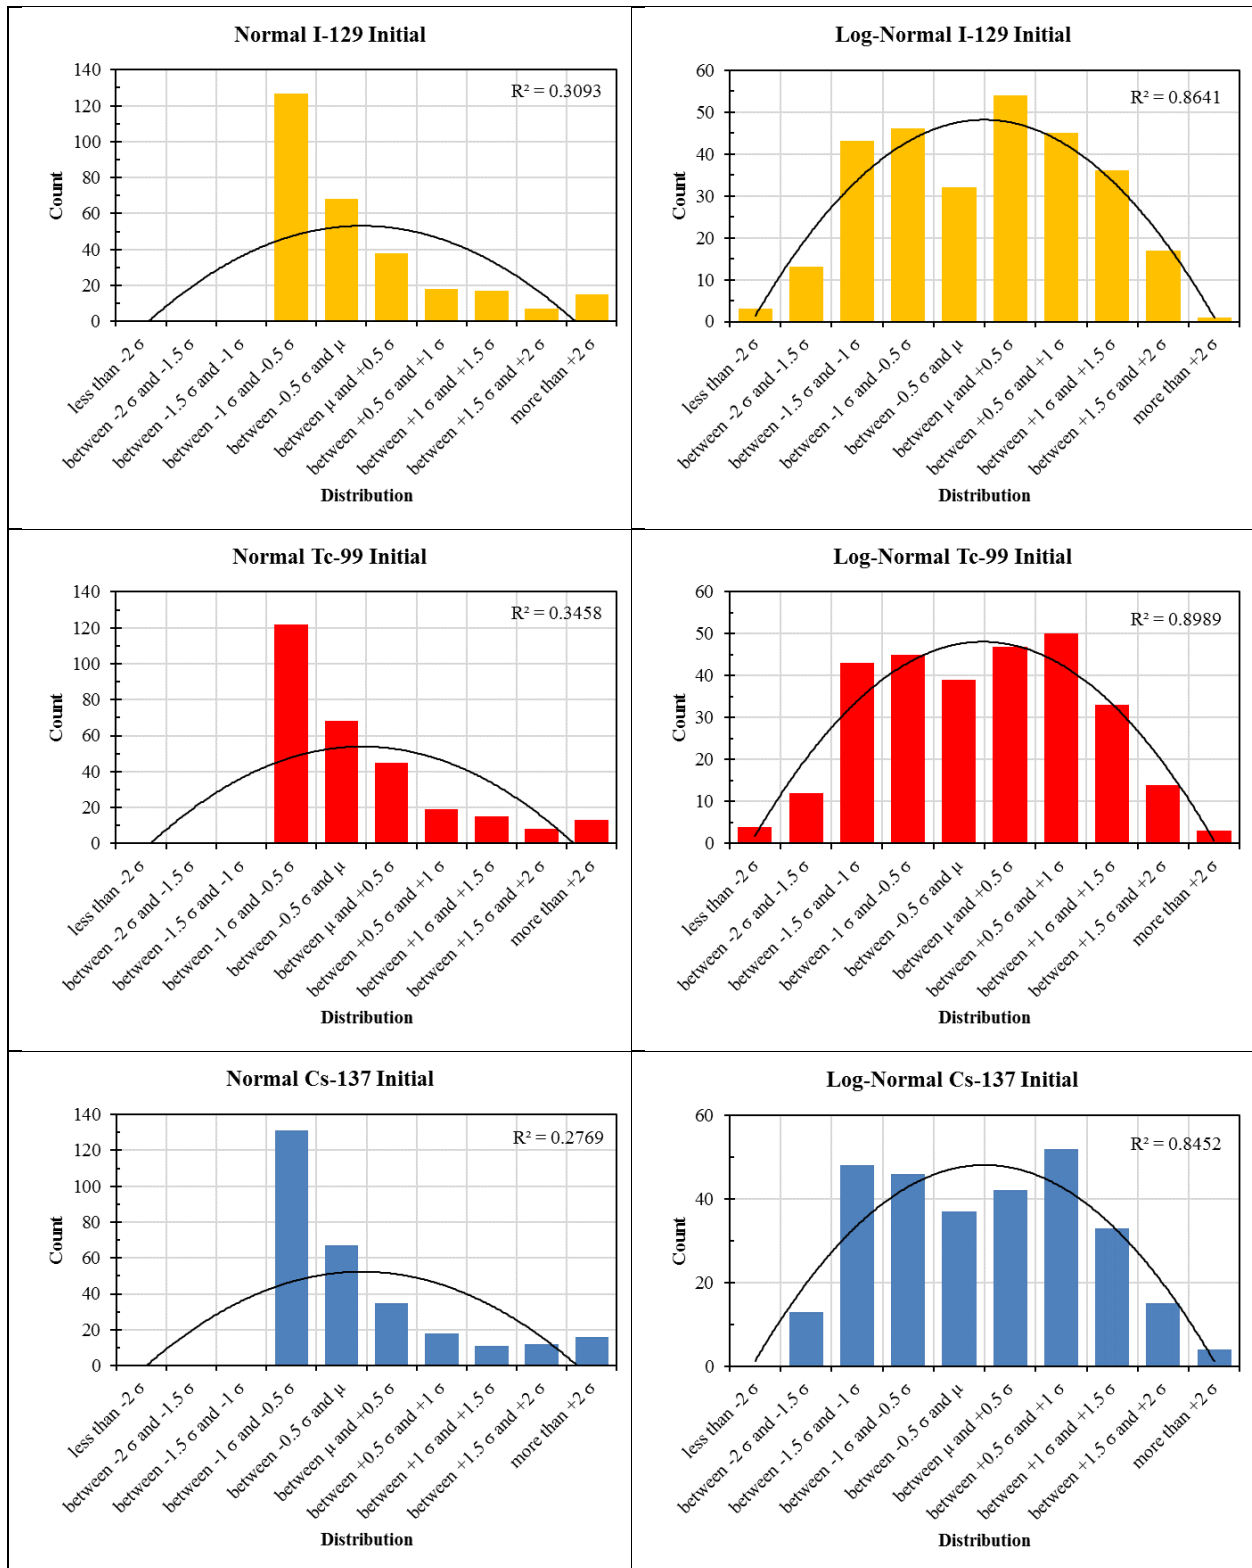 Normal I-129 Initial
R² = 0.3093
Count
140
120
100
80
60
40
20
0
less than -2 σ
between -2 σ and -1.5 σ
between -1.5 σ and -1 σ
between -1 σ and -0.5 σ
between -0.5 σ and μ
between μ and +0.5 σ
between +0.5 σ and +1 σ
between +1 σ and +1.5 σ
between +1.5 σ and +2 σ
more than +2 σ
Distribution
Log-Normal I-129 Initial
R² = 0.8641
Count
60
50
40
30
20
10
0
less than -2 σ
between -2 σ and -1.5 σ
between -1.5 σ and -1 σ
between -1 σ and -0.5 σ
between -0.5 σ and μ
between μ and +0.5 σ
between +0.5 σ and +1 σ
between +1 σ and +1.5 σ
between +1.5 σ and +2 σ
more than +2 σ
Distribution
Normal Tc-99 Initial
R² = 0.3458
Count
140
120
100
80
60
40
20
0
less than -2 σ
between -2 σ and -1.5 σ
between -1.5 σ and -1 σ
between -1 σ and -0.5 σ
between -0.5 σ and μ
between μ and +0.5 σ
between +0.5 σ and +1 σ
between +1 σ and +1.5 σ
between +1.5 σ and +2 σ
more than +2 σ
Distribution
Log-Normal Tc-99 Initial
R² = 0.8989
Count
60
50
40
30
20
10
0
less than -2 σ
between -2 σ and -1.5 σ
between -1.5 σ and -1 σ
between -1 σ and -0.5 σ
between -0.5 σ and μ
between μ and +0.5 σ
between +0.5 σ and +1 σ
between +1 σ and +1.5 σ
between +1.5 σ and +2 σ
more than +2 σ
Distribution
Normal Cs-137 Initial
R² = 0.2769
Count
140
120
100
80
60
40
20
0
less than -2 σ
between -2 σ and -1.5 σ
between -1.5 σ and -1 σ
between -1 σ and -0.5 σ
between -0.5 σ and μ
between μ and +0.5 σ
between +0.5 σ and +1 σ
between +1 σ and +1.5 σ
between +1.5 σ and +2 σ
more than +2 σ
Distribution
Log-Normal Cs-137 Initial
R² = 0.8452
Count
60
40
20
0
less than -2 σ
between -2 σ and -1.5 σ
between -1.5 σ and -1 σ
between -1 σ and -0.5 σ
between -0.5 σ and μ
between μ and +0.5 σ
between +0.5 σ and +1 σ
between +1 σ and +1.5 σ
between +1.5 σ and +2 σ
more than +2 σ
Distribution